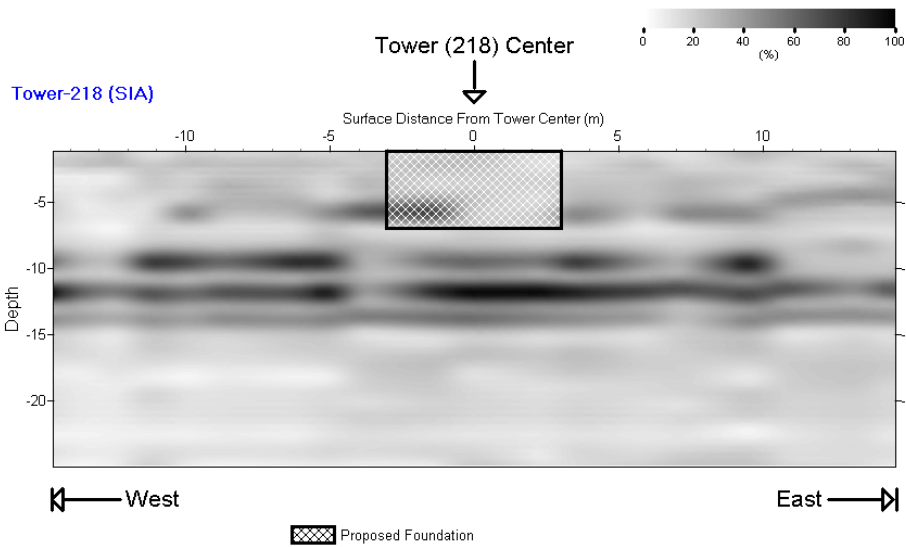 0 20 40 60 80 100
(%)
Tower (218) Center
Tower-218 (SIA)
Surface Distance From Tower Center (m)
-10 -5 0 5 10
-5
-10
-15
-20
Depth
West
East
Proposed Foundation